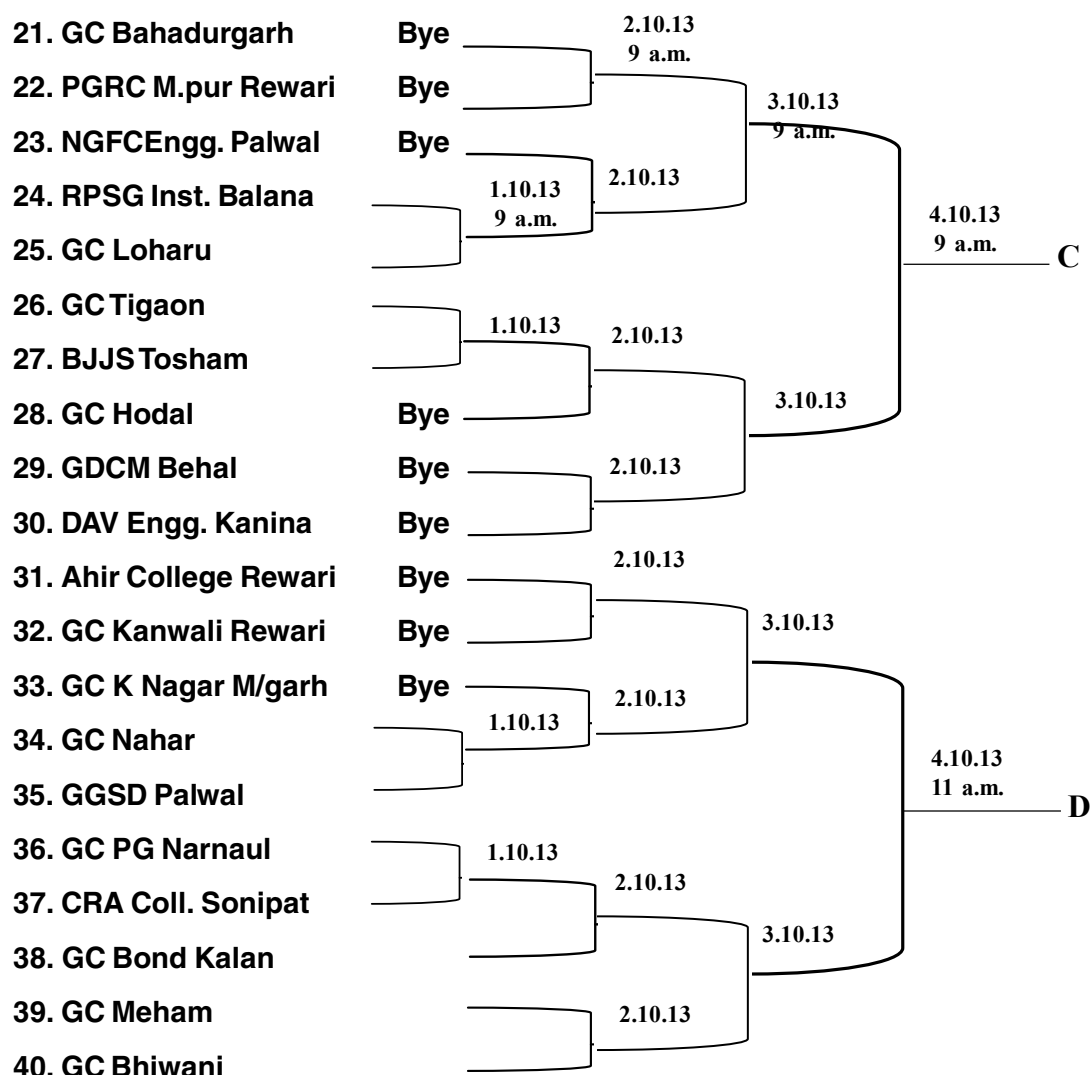 21. GC Bahadurgarh Bye
22. PGRC M.pur Rewari Bye
23. NGFCEngg. Palwal Bye
24. RPSG Inst. Balana
25. GC Loharu
26. GC Tigaon
27. BJJS Tosham
28. GC Hodal Bye
29. GDCM Behal Bye
30. DAV Engg. Kanina Bye
31. Ahir College Rewari Bye
32. GC Kanwali Rewari Bye
33. GC K Nagar M/garh Bye
34. GC Nahar
35. GGSD Palwal
36. GC PG Narnaul
37. CRA Coll. Sonipat
38. GC Bond Kalan
39. GC Meham
40. GC Bhiwani
1.10.13
9 a.m.
1.10.13
1.10.13
1.10.13
2.10.13
9 a.m.
2.10.13
2.10.13
2.10.13
2.10.13
2.10.13
2.10.13
2.10.13
3.10.13
9 a.m.
3.10.13
3.10.13
3.10.13
4.10.13
9 a.m.
C
4.10.13
11 a.m.
D